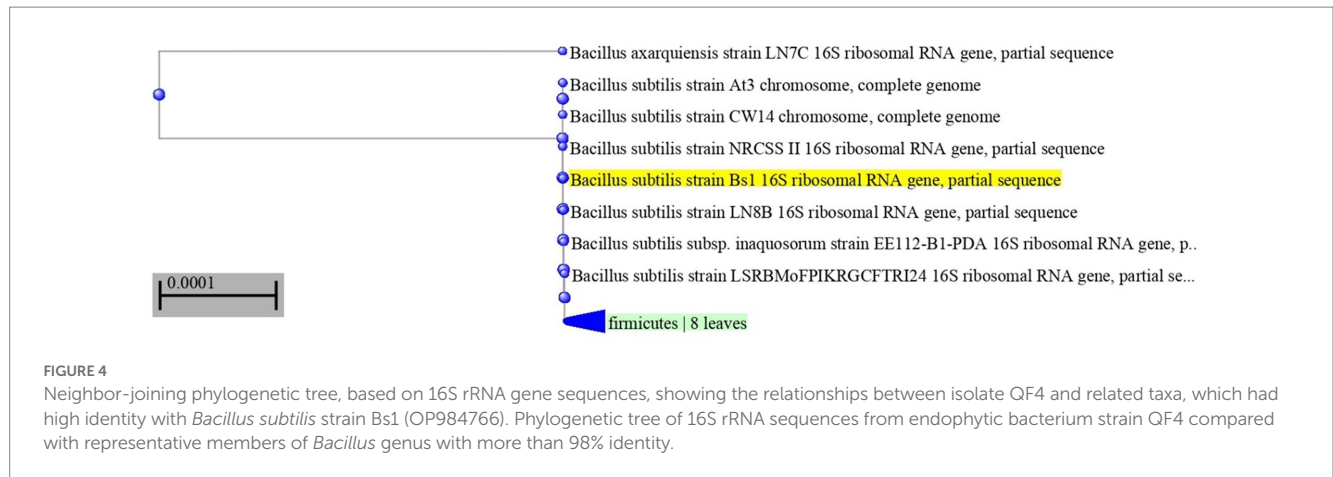 Bacillus axarquiensis strain LN7C 16S ribosomal RNA gene, partial sequence
Bacillus subtilis strain At3 chromosome, complete genome
Bacillus subtilis strain CW14 chromosome, complete genome
Bacillus subtilis strain NRCSS II 16S ribosomal RNA gene, partial sequence
Bacillus subtilis strain Bs1 16S ribosomal RNA gene, partial sequence
Bacillus subtilis strain LN8B 16S ribosomal RNA gene, partial sequence
Bacillus subtilis subsp. inaquosorum strain EE112-B1-PDA 16S ribosomal RNA gene, p..
Bacillus subtilis strain LSRBMoFPIKRGCFTRI24 16S ribosomal RNA gene, partial se...
0.0001
firmicutes | 8 leaves
FIGURE 4
Neighbor-joining phylogenetic tree, based on 16S rRNA gene sequences, showing the relationships between isolate QF4 and related taxa, which had
high identity with Bacillus subtilis strain Bs1 (OP984766). Phylogenetic tree of 16S rRNA sequences from endophytic bacterium strain QF4 compared
with representative members of Bacillus genus with more than 98% identity.